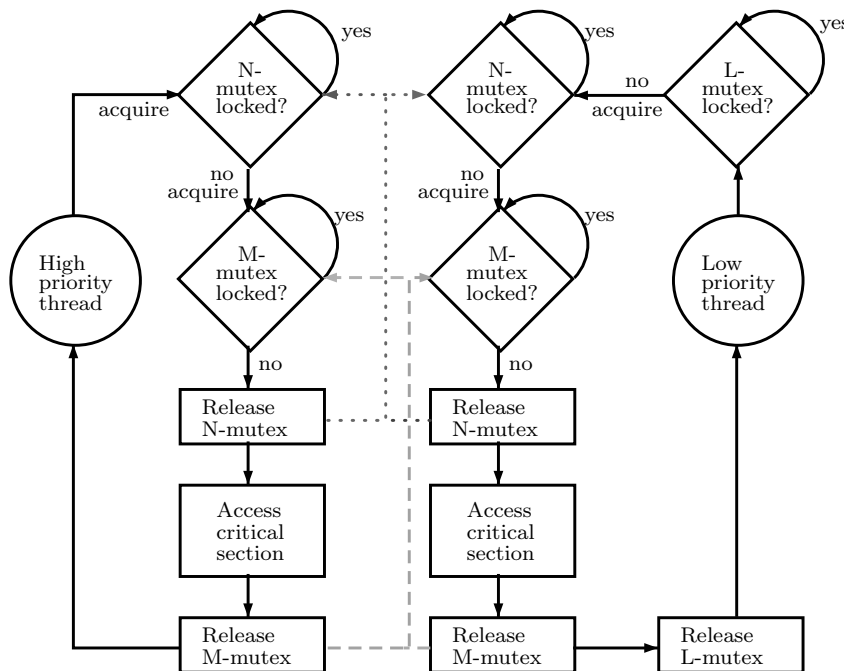 yes
N-
mutex
locked?
acquire
no
acquire
yes
M-
mutex
locked?
High
priority
thread
no
Release
N-mutex
Access
critical
section
Release
M-mutex
yes
N-
mutex
locked?
no
acquire
yes
L-
mutex
locked?
no
acquire
yes
M-
mutex
locked?
Low
priority
thread
no
Release
N-mutex
Access
critical
section
Release
M-mutex
Release
L-mutex